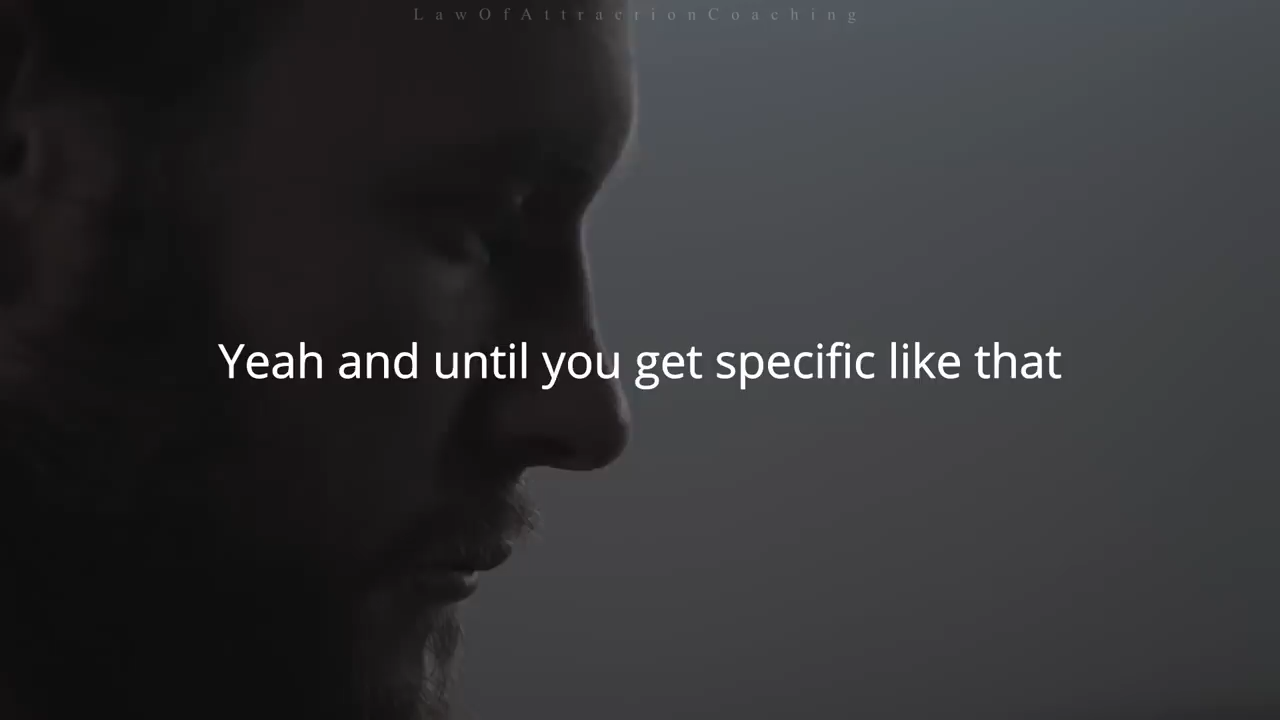 LawOfAttracrionCoaching
Yeah and until you get specific like that